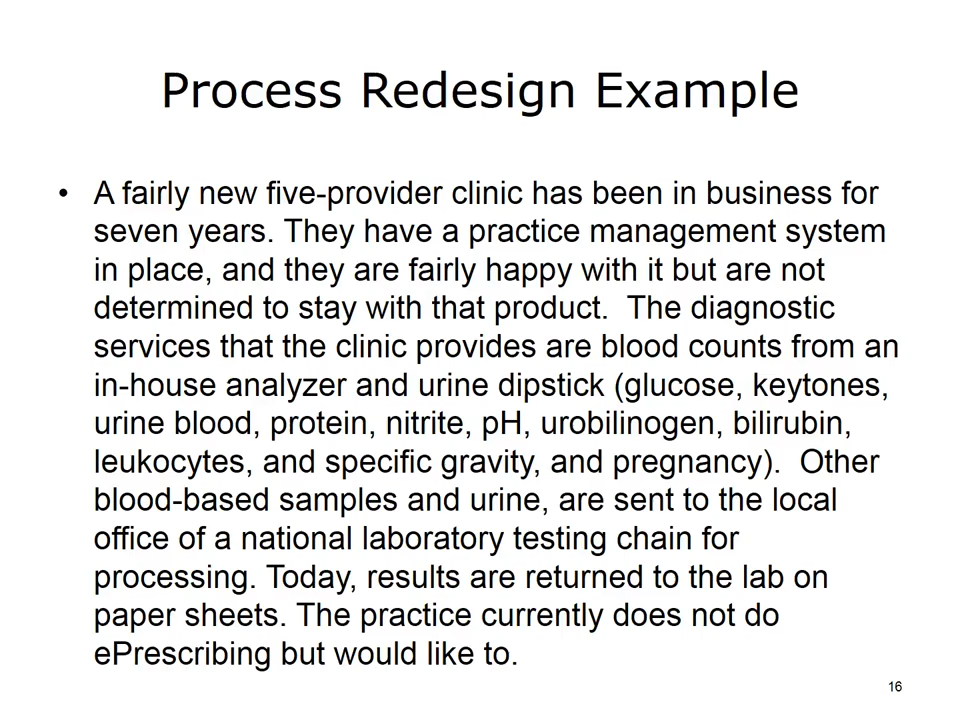 Process Redesign Example
• A fairly new five-provider clinic has been in business for
seven years. They have a practice management system
in place, and they are fairly happy with it but are not
determined to stay with that product.  The diagnostic
services that the clinic provides are blood counts from an
in-house analyzer and urine dipstick (glucose, keytones,
urine blood, protein, nitrite, pH, urobilinogen, bilirubin,
leukocytes, and specific gravity, and pregnancy).  Other
blood-based samples and urine, are sent to the local
office of a national laboratory testing chain for
processing. Today, results are returned to the lab on
paper sheets. The practice currently does not do
ePrescribing but would like to.
16